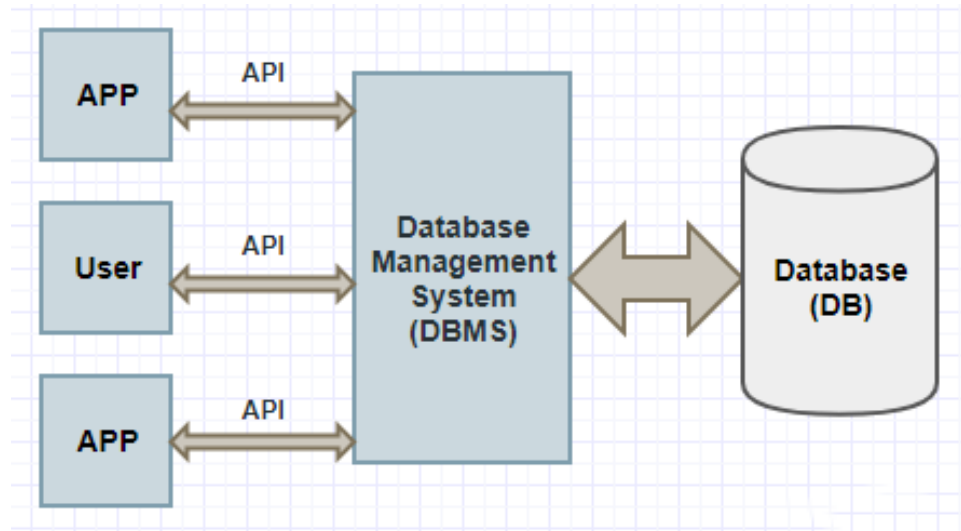 APP
API
User
API
APP
API
Database
Management
System
(DBMS)
Database
(DB)